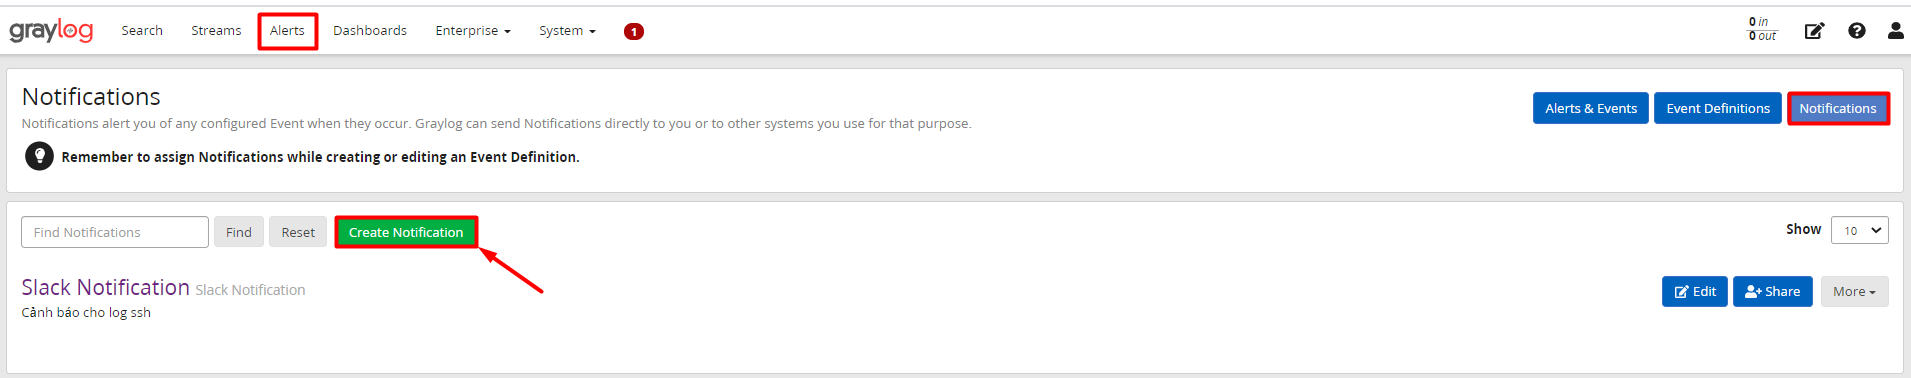 graylog Search Streams Alerts Dashboards Enterprise System 1 0 in
0 out
Notifications
Alerts & Events Event Definitions Notifications
Notifications alert you of any configured Event when they occur. Graylog can send Notifications directly to you or to other systems you use for that purpose.
Remember to assign Notifications while creating or editing an Event Definition.
Find Notifications Find Reset Create Notification Show 10
Slack Notification Slack Notification Edit Share More
Cảnh báo cho log ssh